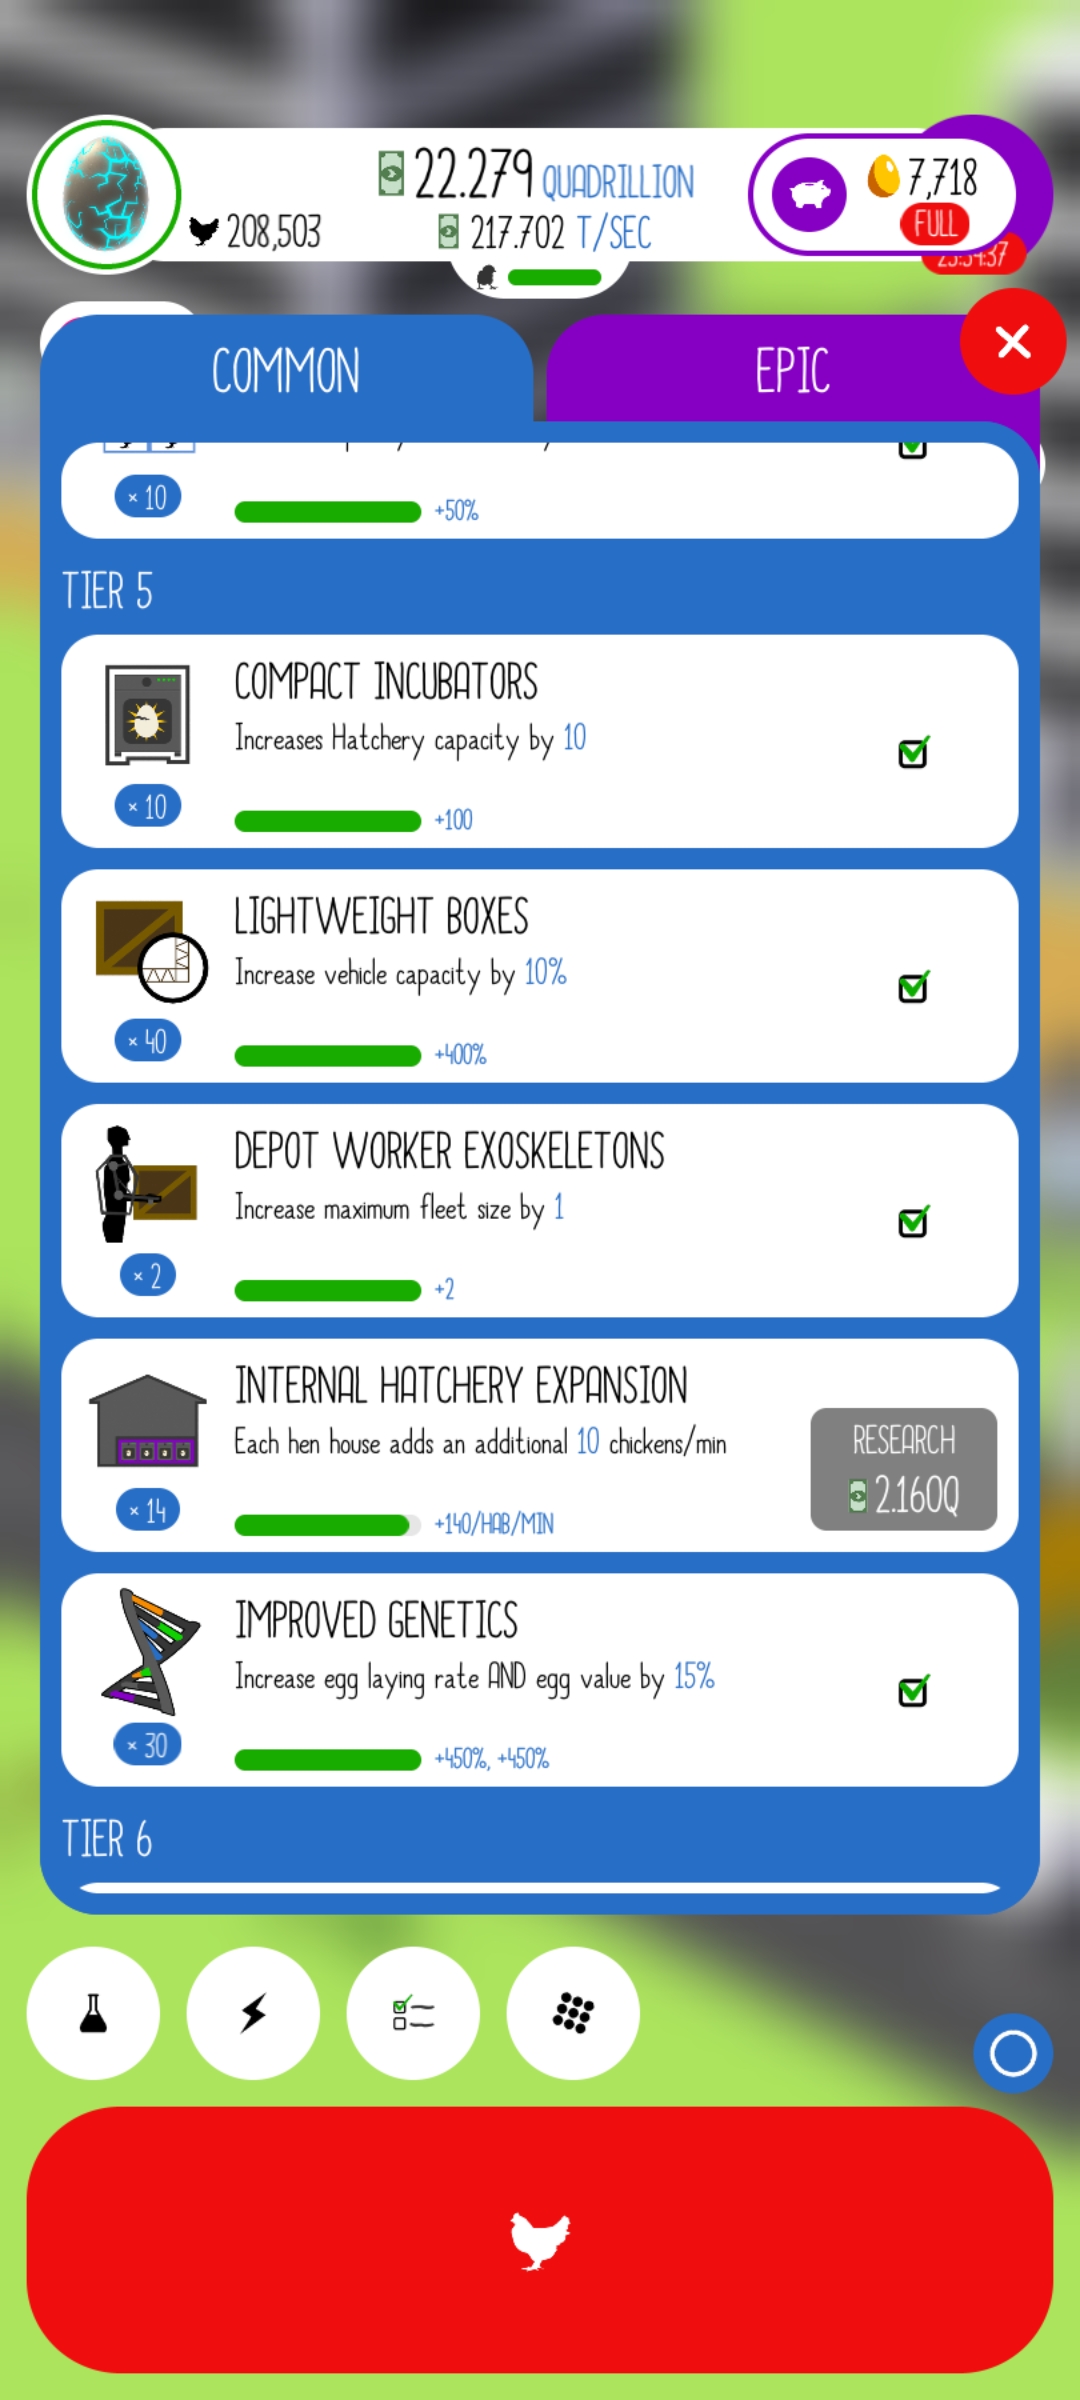 22.279 QUADRILLION
208,503
217.702 T/SEC
7,718
FULL
COMMON
EPIC
× 10
+50%
TIER 5
COMPACT INCUBATORS
Increases Hatchery capacity by 10
× 10
+100
LIGHTWEIGHT BOXES
Increase vehicle capacity by 10%
× 40
+400%
DEPOT WORKER EXOSKELETONS
Increase maximum fleet size by 1
× 2
+2
INTERNAL HATCHERY EXPANSION
Each hen house adds an additional 10 chickens/min
RESEARCH
2.160Q
× 14
+140/HAB/MIN
IMPROVED GENETICS
Increase egg laying rate AND egg value by 15%
× 30
+450%, +450%
TIER 6